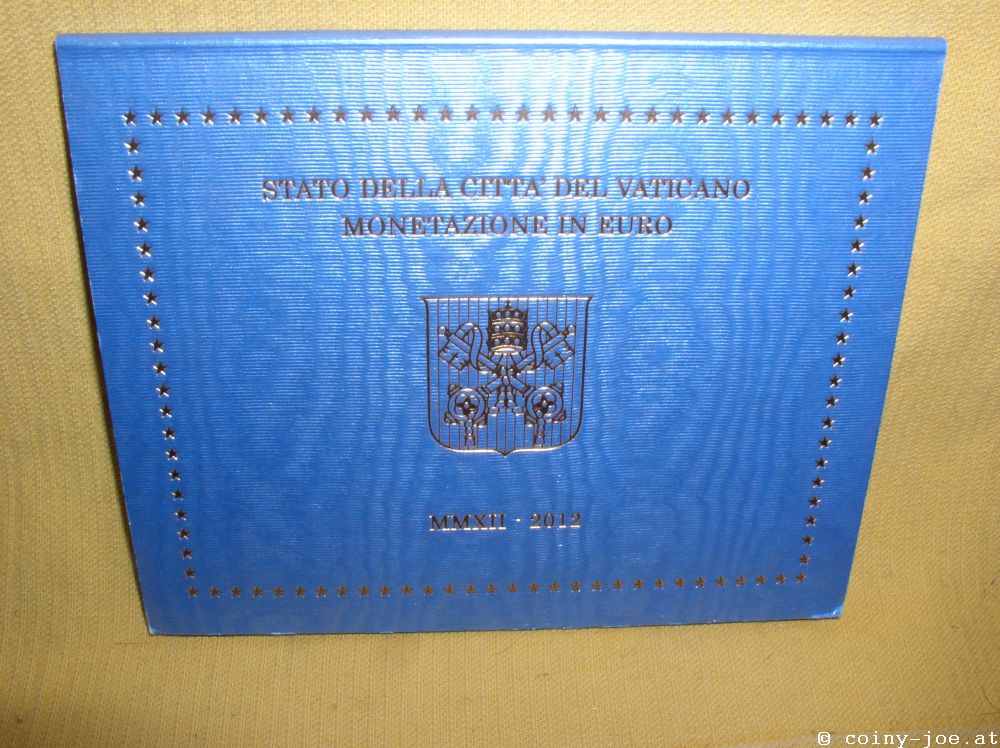 STATO DELLA CITTA' DEL VATICANO
MONETAZIONE IN EURO
MMXII - 2012
© coiny-joe.at